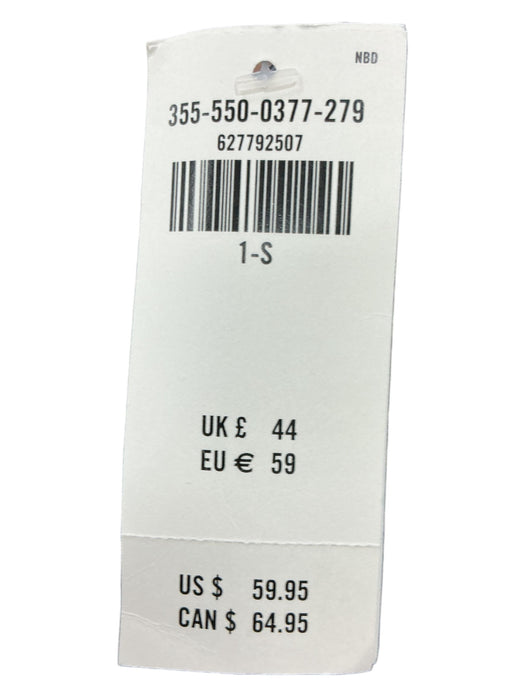 NBD
355-550-0377-279
627792507
1-S
UK £ 44
EU € 59
US $ 59.95
CAN $ 64.95